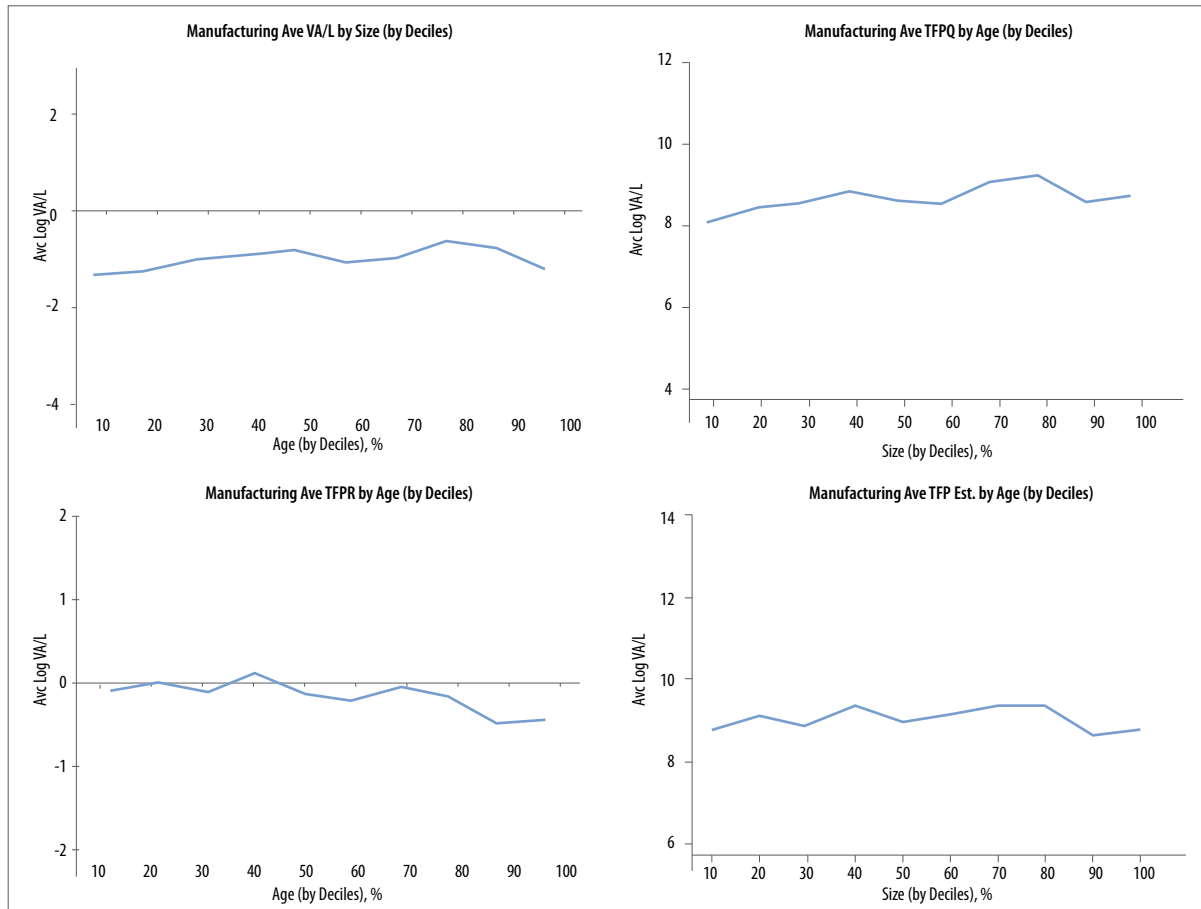 Manufacturing Ave VA/L by Size (by Deciles)
2
0
-2
-4
Avc Log VA/L
10 20 30 40 50 60 70 80 90 100
Age (by Deciles), %
Manufacturing Ave TFPQ by Age (by Deciles)
12
10
8
6
4
Avc Log VA/L
10 20 30 40 50 60 70 80 90 100
Size (by Deciles), %
Manufacturing Ave TFPR by Age (by Deciles)
2
1
0
-1
-2
Avc Log VA/L
10 20 30 40 50 60 70 80 90 100
Age (by Deciles), %
Manufacturing Ave TFP Est. by Age (by Deciles)
14
12
10
8
6
Avc Log VA/L
10 20 30 40 50 60 70 80 90 100
Size (by Deciles), %